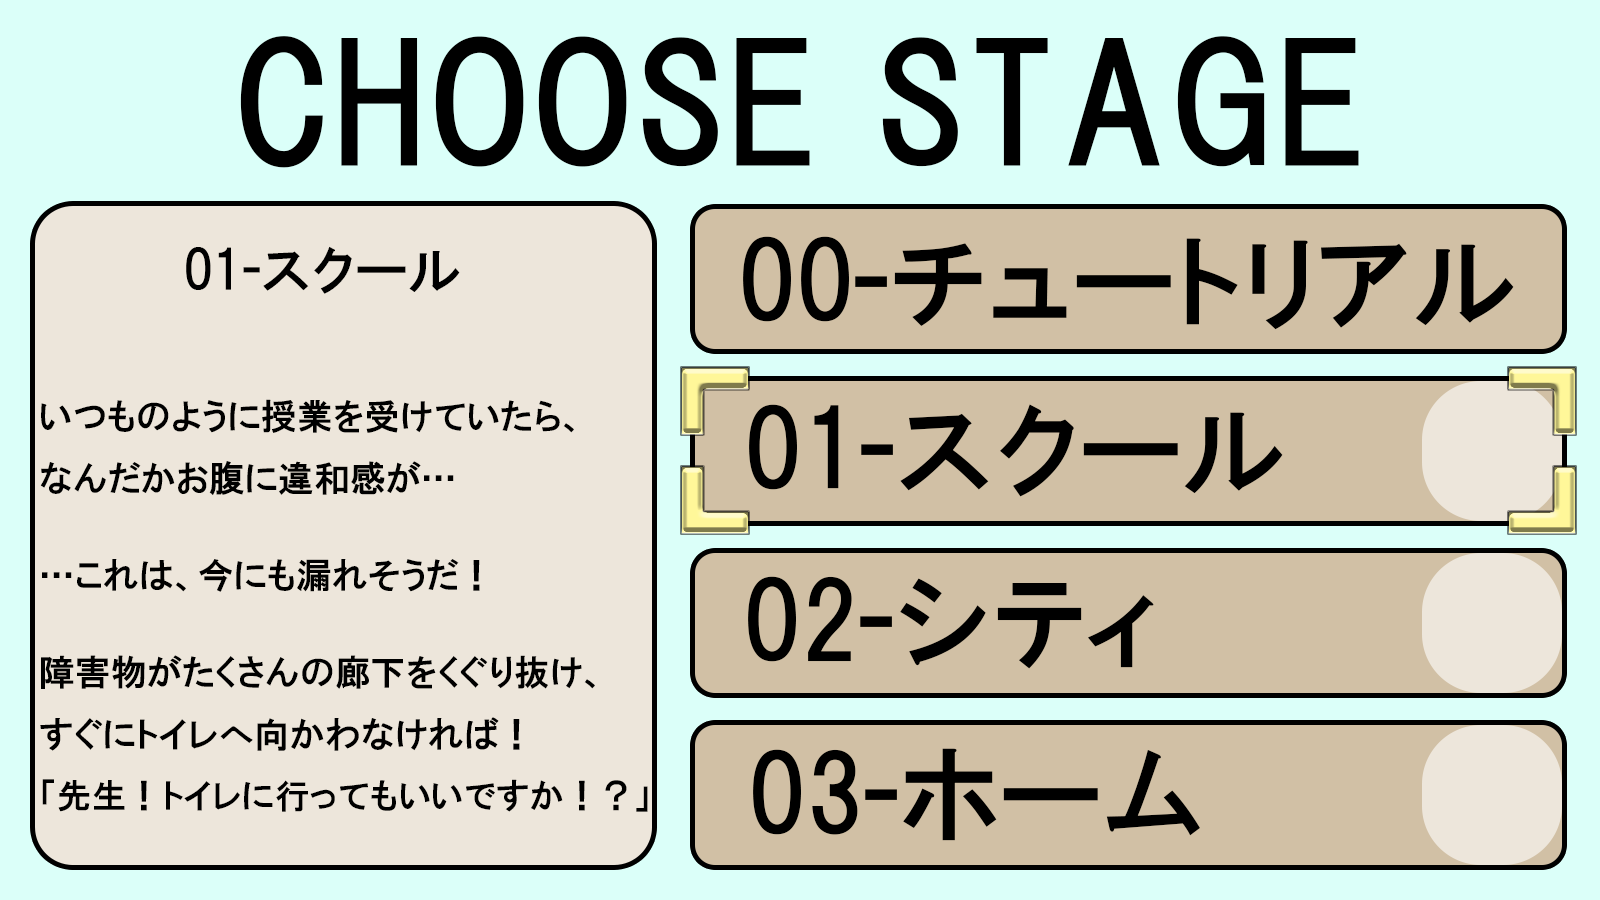 CHOOSE STAGE
01-スクール
いつものように授業を受けていたら、
なんだかお腹に違和感が…
…これは、今にも漏れそうだ！
障害物がたくさんの廊下をくぐり抜け、
すぐにトイレへ向かわなければ！
「先生！トイレに行ってもいいですか！？」
00-チュートリアル
01-スクール
02-シティ
03-ホーム